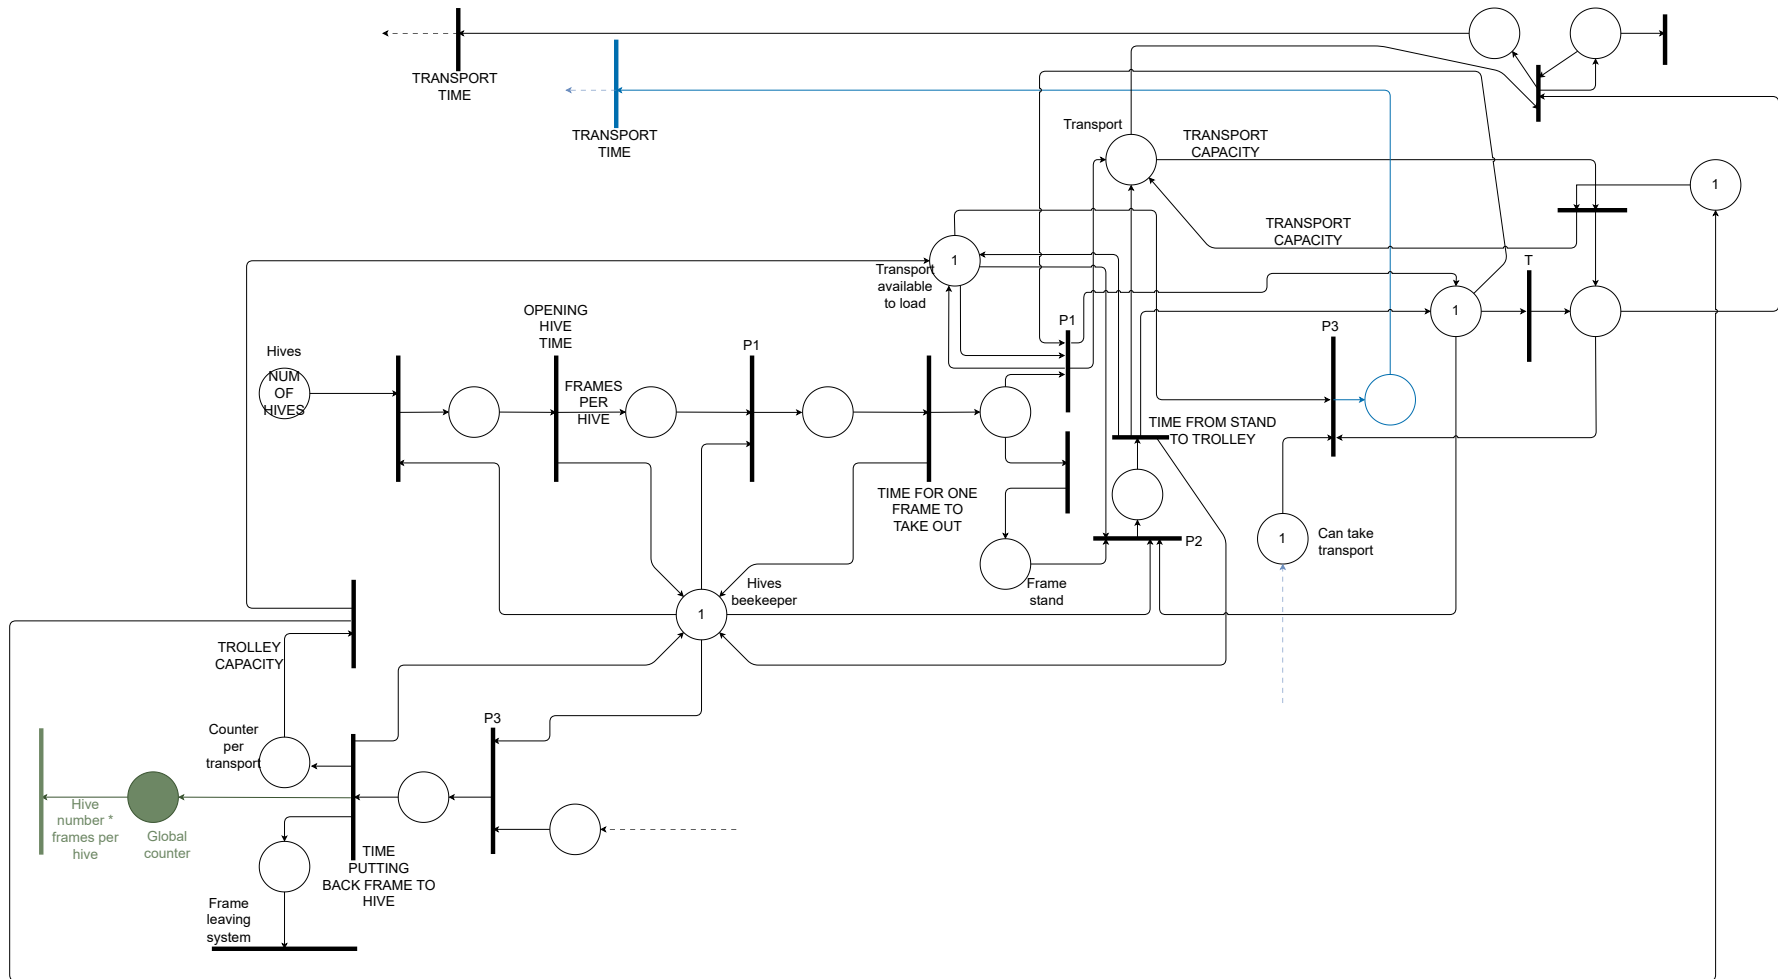 TRANSPORT
TIME
TRANSPORT
TIME
Transport
TRANSPORT
CAPACITY
1
TRANSPORT
CAPACITY
1
Transport
available
to load
T
1
OPENING
HIVE
TIME
P1
P3
Hives
NUM
OF
HIVES
P1
FRAMES
PER
HIVE
TIME FROM STAND
TO TROLLEY
TIME FOR ONE
FRAME TO
TAKE OUT
P2
1
Can take
transport
Hives
beekeeper
1
Frame
stand
TROLLEY
CAPACITY
P3
Counter
per
transport
Hive
number *
frames per
hive
Global
counter
TIME
PUTTING
BACK FRAME TO
HIVE
Frame
leaving
system